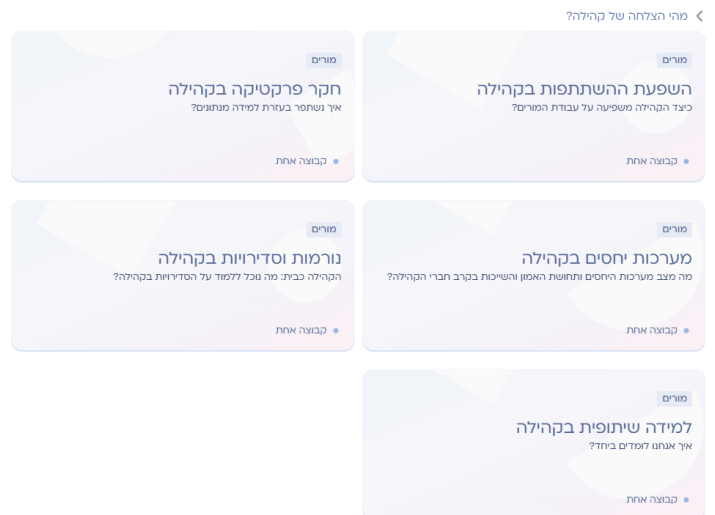 מהי הצלחה של קהילה?
מורים
השפעת ההשתתפות בקהילה
כיצד הקהילה משפיעה על עבודת המורים?
קבוצה אחת
מורים
חקר פרקטיקה בקהילה
איך נשתפר בעזרת למידה מנתונים?
קבוצה אחת
מורים
מערכות יחסים בקהילה
מה מצב מערכות היחסים ותחושת האמון והשייכות בקרב חברי הקהילה?
קבוצה אחת
מורים
נורמות וסדירויות בקהילה
הקהילה כבית: מה נוכל ללמוד על הסדירויות בקהילה?
קבוצה אחת
מורים
למידה שיתופית בקהילה
איך אנחנו לומדים ביחד?
קבוצה אחת